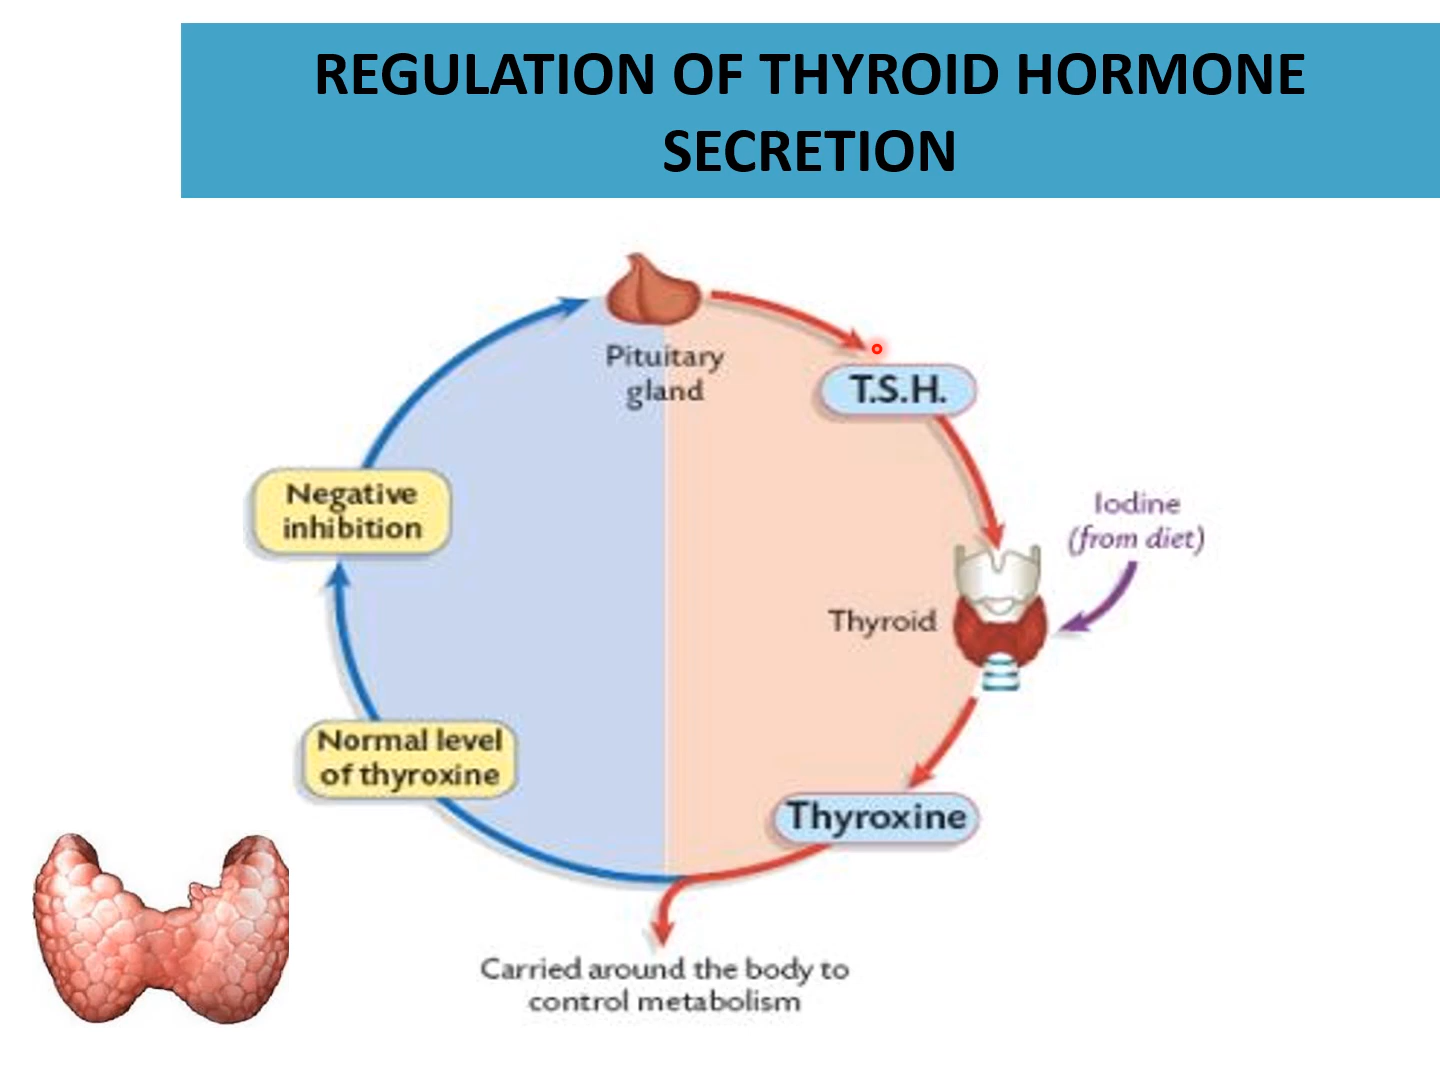 REGULATION OF THYROID HORMONE
SECRETION
Pituitary
gland
T.S.H.
Negative
inhibition
Iodine
(from diet)
Thyroid
Normal level
of thyroxine
Thyroxine
Carried around the body to
control metabolism